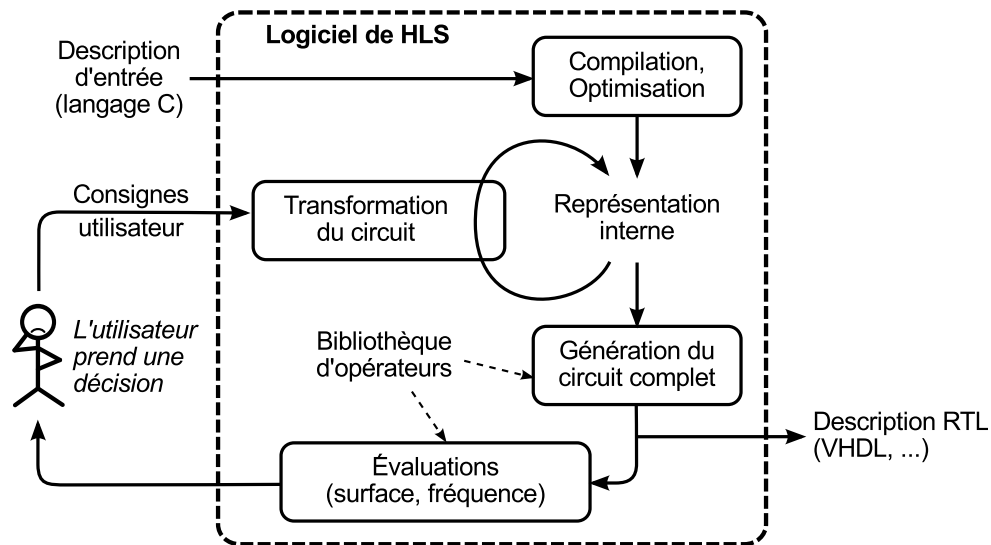 Logiciel de HLS
Description
d'entrée
(langage C)
Compilation,
Optimisation
Consignes
utilisateur
Transformation
du circuit
Représentation
interne
L'utilisateur
prend une
décision
Bibliothèque
d'opérateurs
Génération du
circuit complet
Description RTL
(VHDL, ...)
Évaluations
(surface, fréquence)